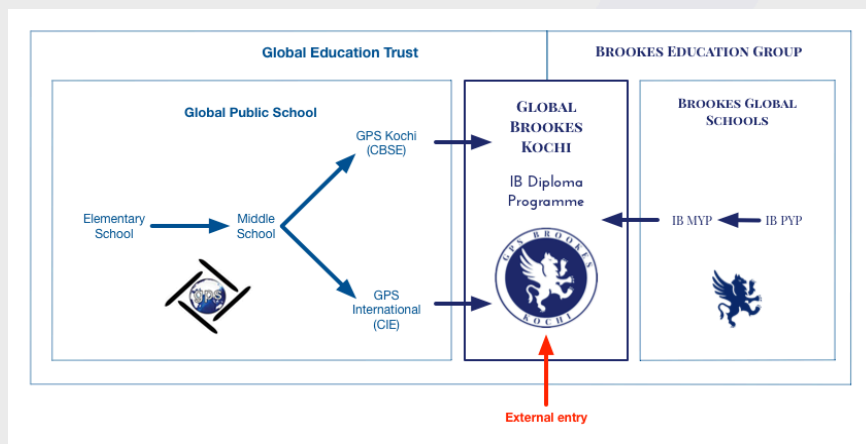 Global Education Trust
BROOKES EDUCATION GROUP
Global Public School
GLOBAL
BROOKES
KOCHI
BROOKES GLOBAL
SCHOOLS
GPS Kochi
(CBSE)
IB Diploma
Programme
Elementary
School
Middle
School
IB MYP
IB PYP
GPS
GPS BROOKES
KOCHI
GPS
International
(CIE)
External entry